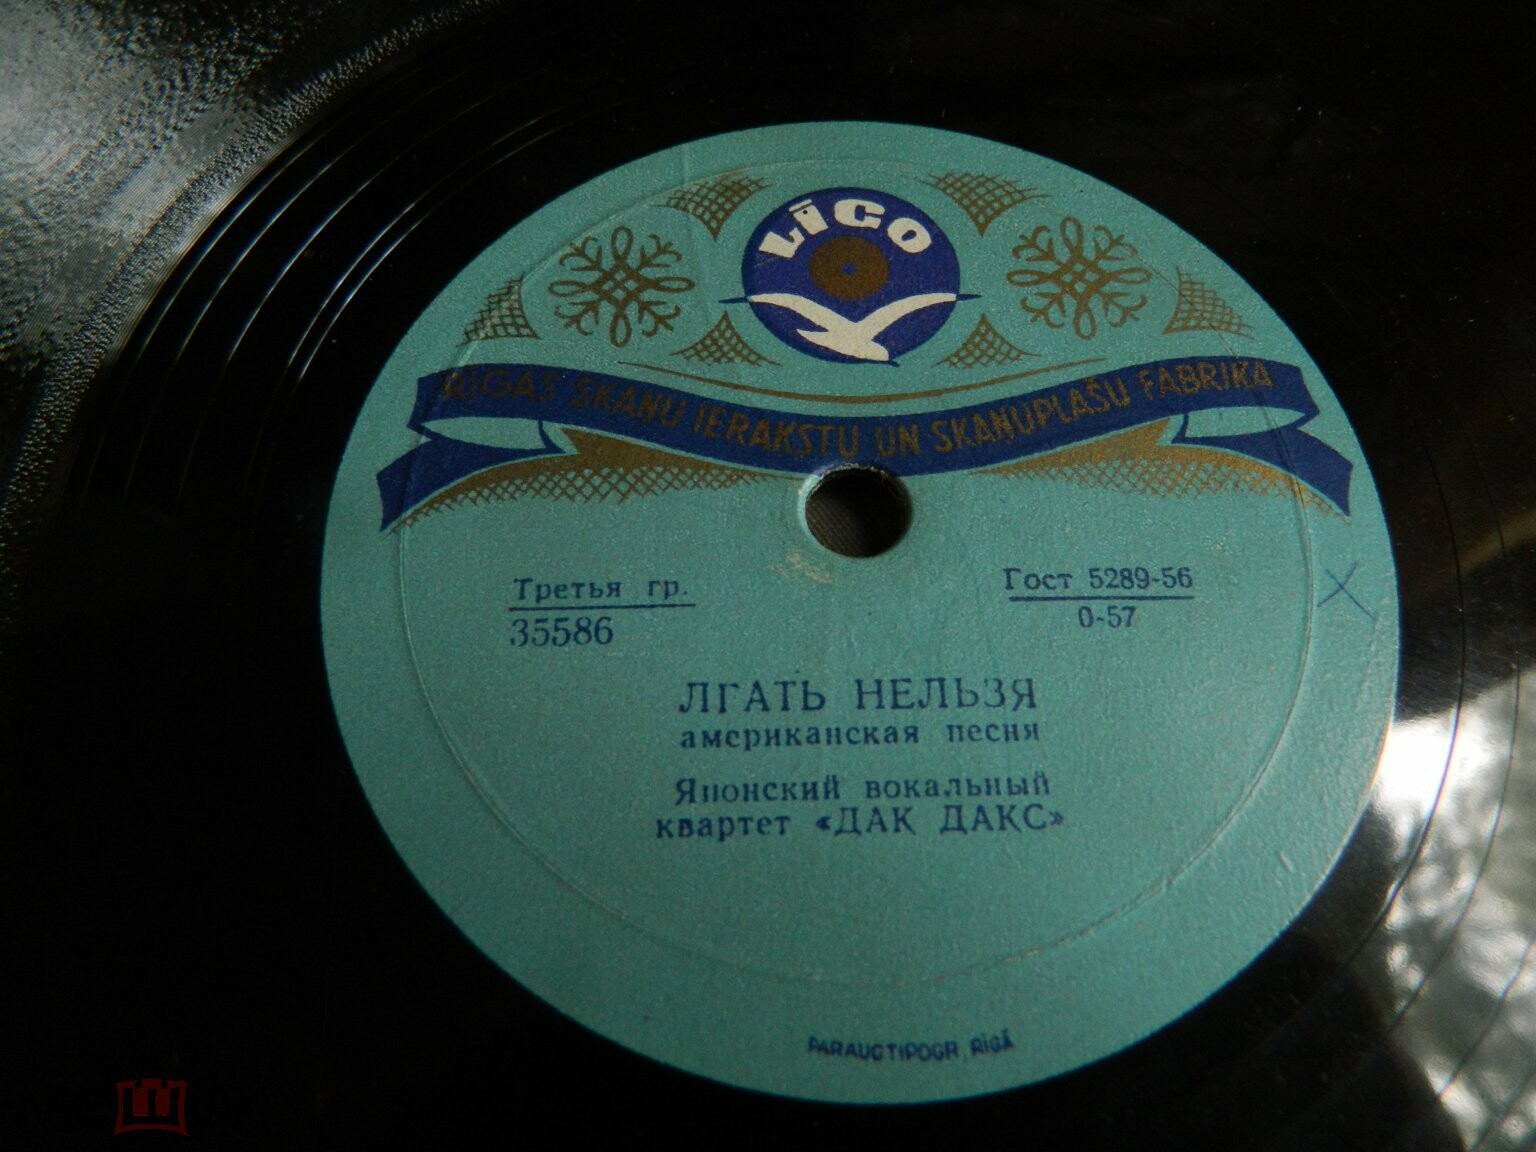 LĪGO
RĪGAS SKAŅU IERAKSTU UN SKAŅUPLAŠU FABRIKA
Третья гр.
35586
Гост 5289-56
0-57
ЛГАТЬ НЕЛЬЗЯ
американская песня
Японский вокальный
квартет «ДАК ДАКС»
PARAUGTIPOGR. RĪGĀ